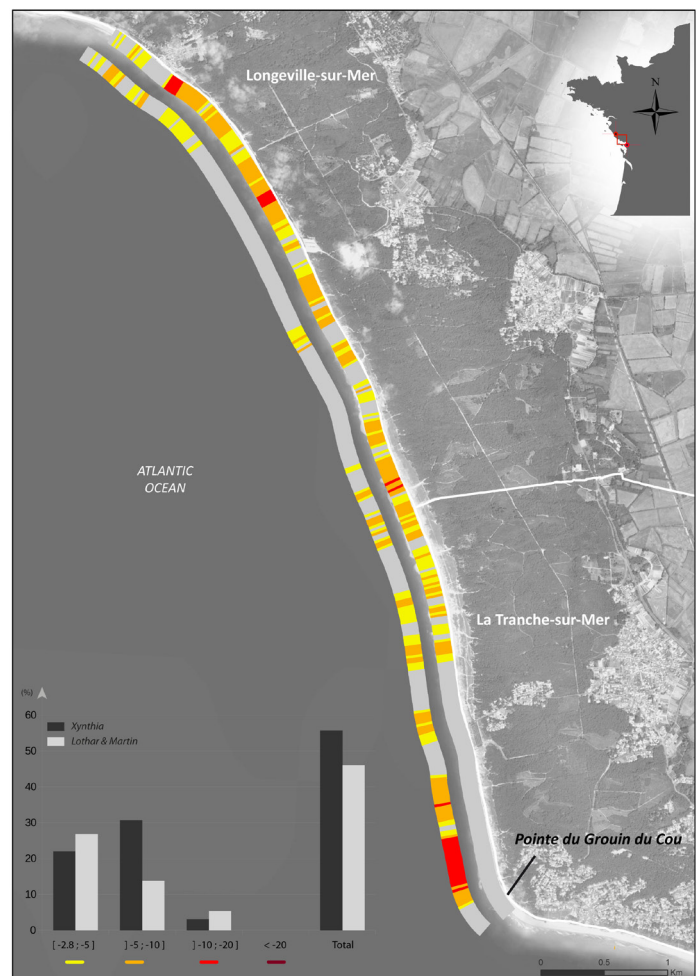 Longeville-sur-Mer
N
ATLANTIC
OCEAN
La Tranche-sur-Mer
(%)
60
50
40
30
20
10
0
Xynthia
Lothar & Martin
Pointe du Grouin du Cou
[ -2.8 ; -5 ]
] -5 ; -10 ]
] -10 ; -20 ]
< -20
Total
0
0.5
1
Km